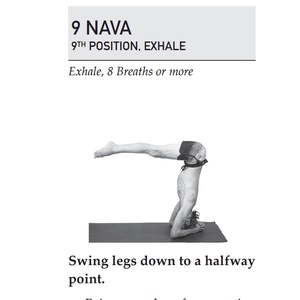 9 NAVA
9TH POSITION, EXHALE
Exhale, 8 Breaths or more
Swing legs down to a halfway
point.